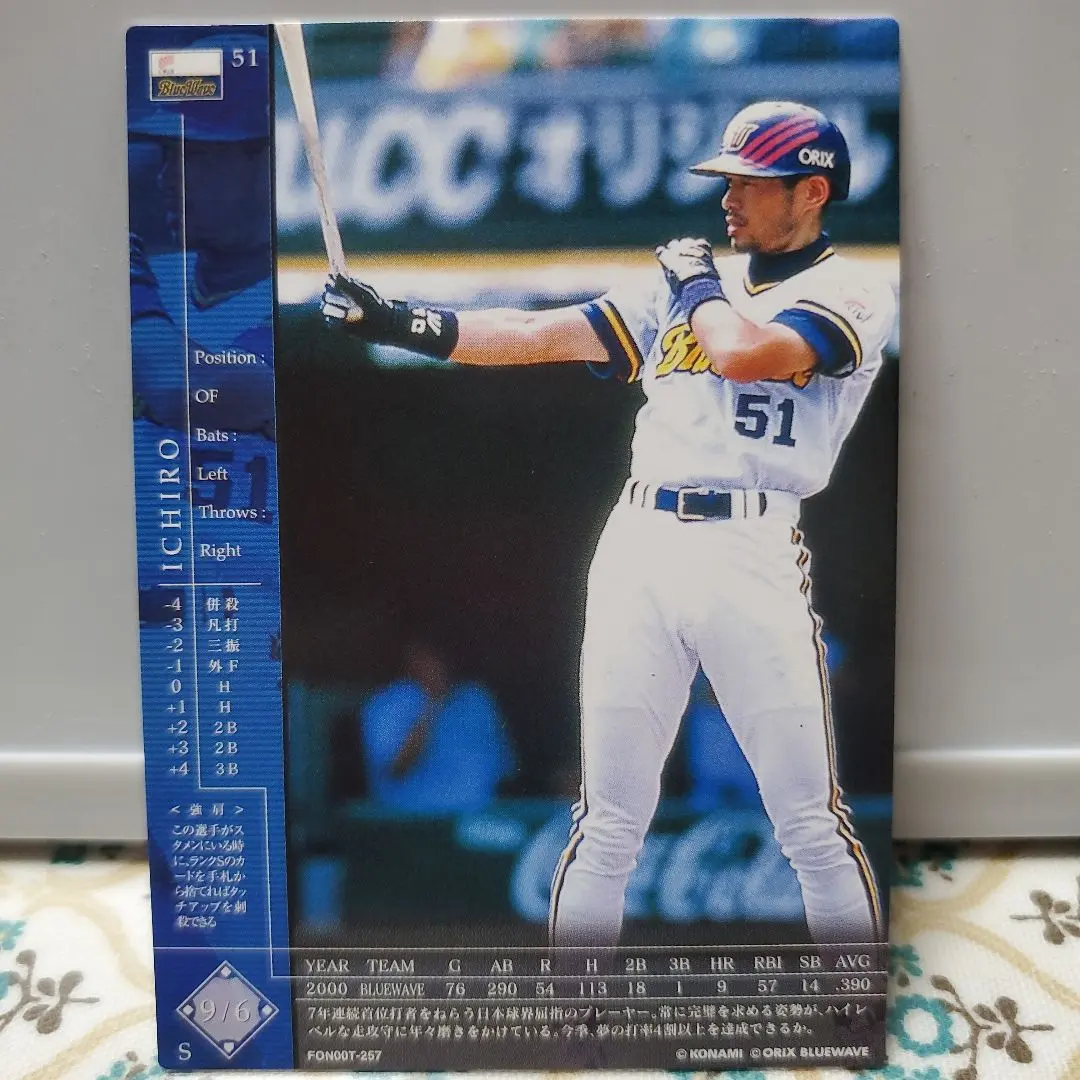 BlueWave
51
UCC オリジナル
ORIX
51
ICHIRO
Position :
OF
Bats :
Left
Throws :
Right
-4 併殺
-3 凡打
-2 三振
-1 外F
0 H
+1 H
+2 2B
+3 2B
+4 3B
<強肩>
この選手がス
タメンにいる時
に、ランクSのカ
ードを手札か
ら捨てればタッ
チアップを刺
殺できる
9/6
S
YEAR TEAM G AB R H 2B 3B HR RBI SB AVG
2000 BLUEWAVE 76 290 54 113 18 1 9 57 14 .390
7年連続首位打者をねらう日本球界屈指のプレーヤー。常に完璧を求める姿勢が、ハイレ
ベルな走攻守に年々磨きをかけている。今季、夢の打率4割以上を達成できるか。
FON00T-257
©KONAMI ©ORIX BLUEWAVE